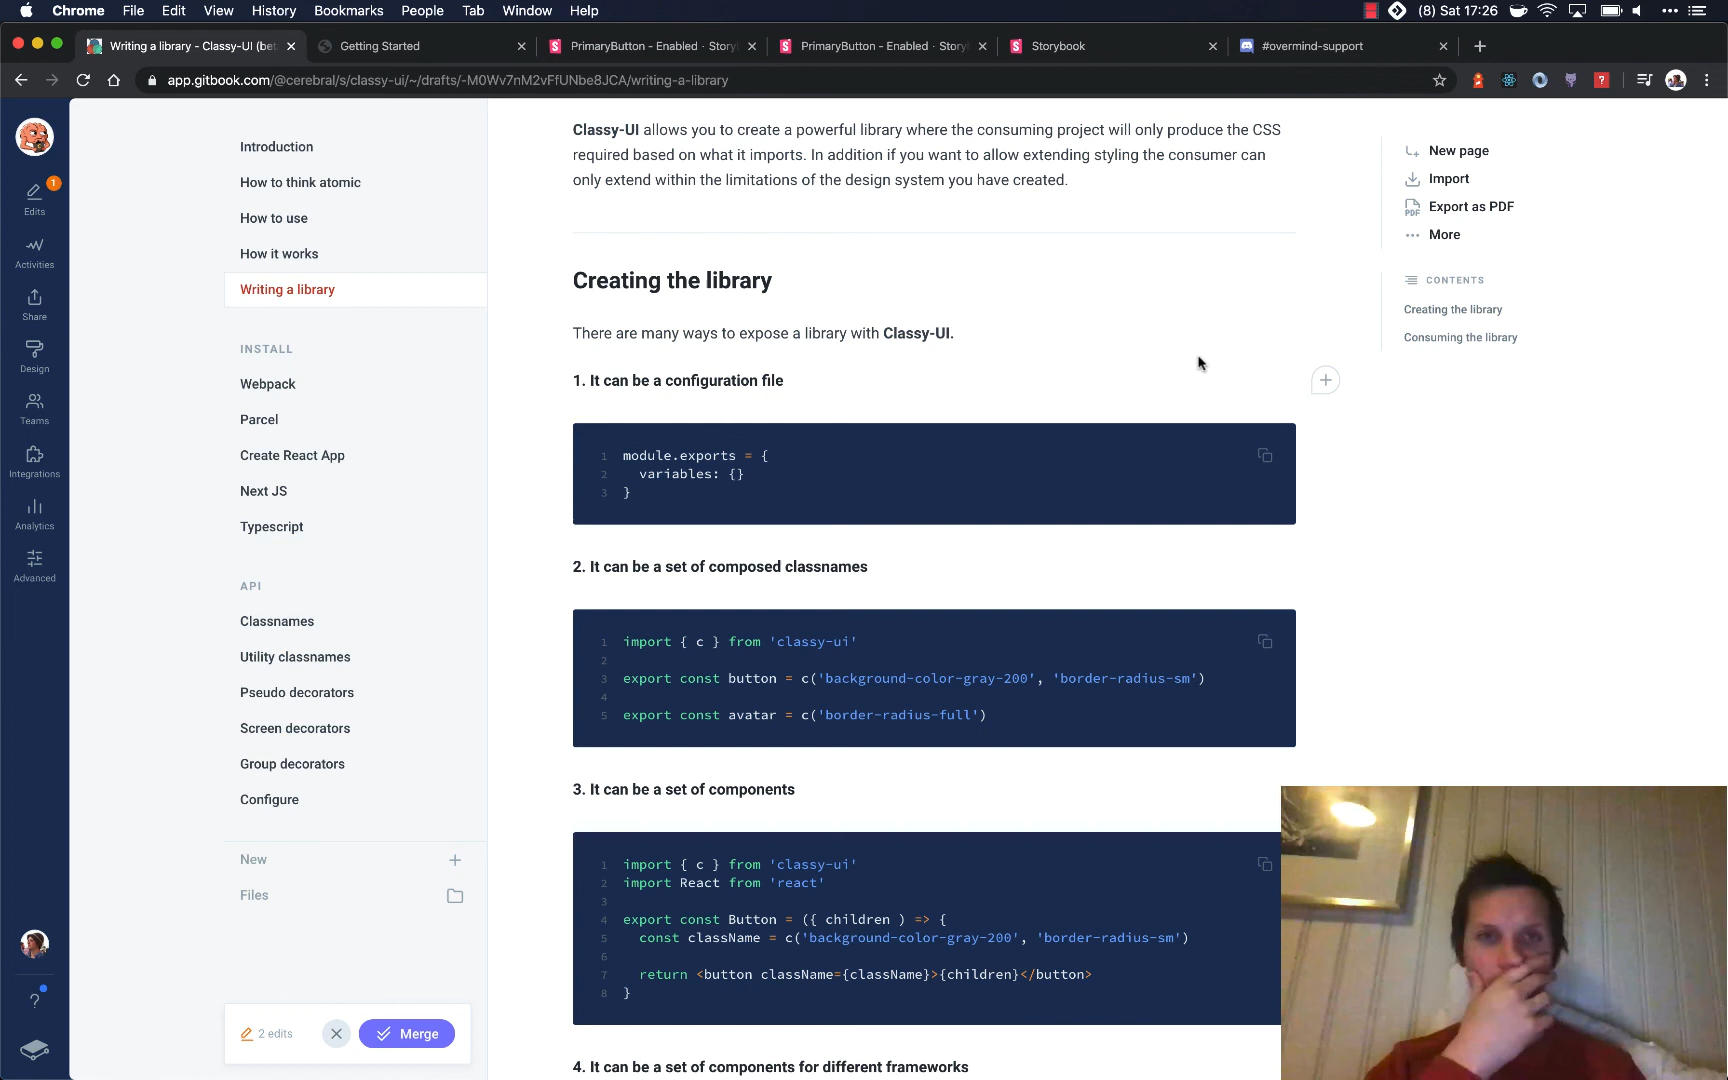 Chrome File Edit View History Bookmarks People Tab Window Help (8) Sat 17:26
Writing a library - Classy-UI (bet Getting Started PrimaryButton - Enabled · Story PrimaryButton - Enabled · Story Storybook #overmind-support
app.gitbook.com/@cerebral/s/classy-ui/~/drafts/-M0Wv7nM2vFfUNbe8JCA/writing-a-library
1
Edits
Activities
Share
Design
Teams
Integrations
Analytics
Advanced
?
Introduction
How to think atomic
How to use
How it works
Writing a library
INSTALL
Webpack
Parcel
Create React App
Next JS
Typescript
API
Classnames
Utility classnames
Pseudo decorators
Screen decorators
Group decorators
Configure
New
Files
2 edits Merge
Classy-UI allows you to create a powerful library where the consuming project will only produce the CSS
required based on what it imports. In addition if you want to allow extending styling the consumer can
only extend within the limitations of the design system you have created.
Creating the library
There are many ways to expose a library with Classy-UI.
1. It can be a configuration file
1 module.exports = {
2 variables: {}
3 }
2. It can be a set of composed classnames
1 import { c } from 'classy-ui'
2
3 export const button = c('background-color-gray-200', 'border-radius-sm')
4
5 export const avatar = c('border-radius-full')
3. It can be a set of components
1 import { c } from 'classy-ui'
2 import React from 'react'
3
4 export const Button = ({ children ) => {
5 const className = c('background-color-gray-200', 'border-radius-sm')
6
7 return <button className={className}>{children}</button>
8 }
4. It can be a set of components for different frameworks
New page
Import
PDF Export as PDF
More
CONTENTS
Creating the library
Consuming the library